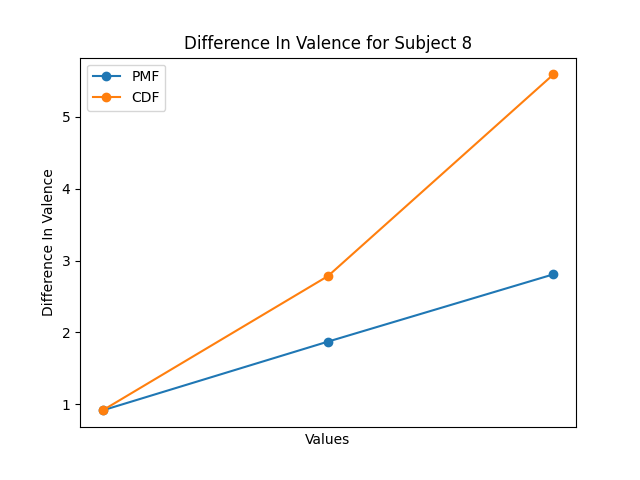 Difference In Valence for Subject 8
PMF
CDF
5
4
3
2
1
Difference In Valence
Values